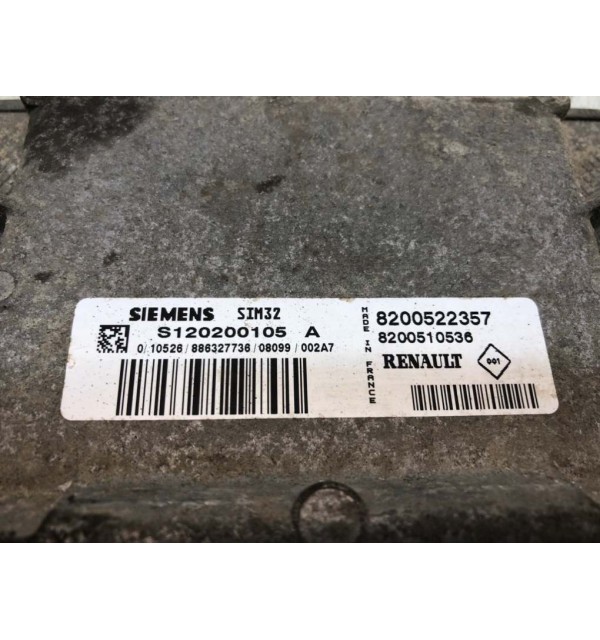 SIEMENS SIM32
S120200105 A
0/10526/886327736/08099/002A7
MADE IN FRANCE
8200522357
8200510536
RENAULT 001